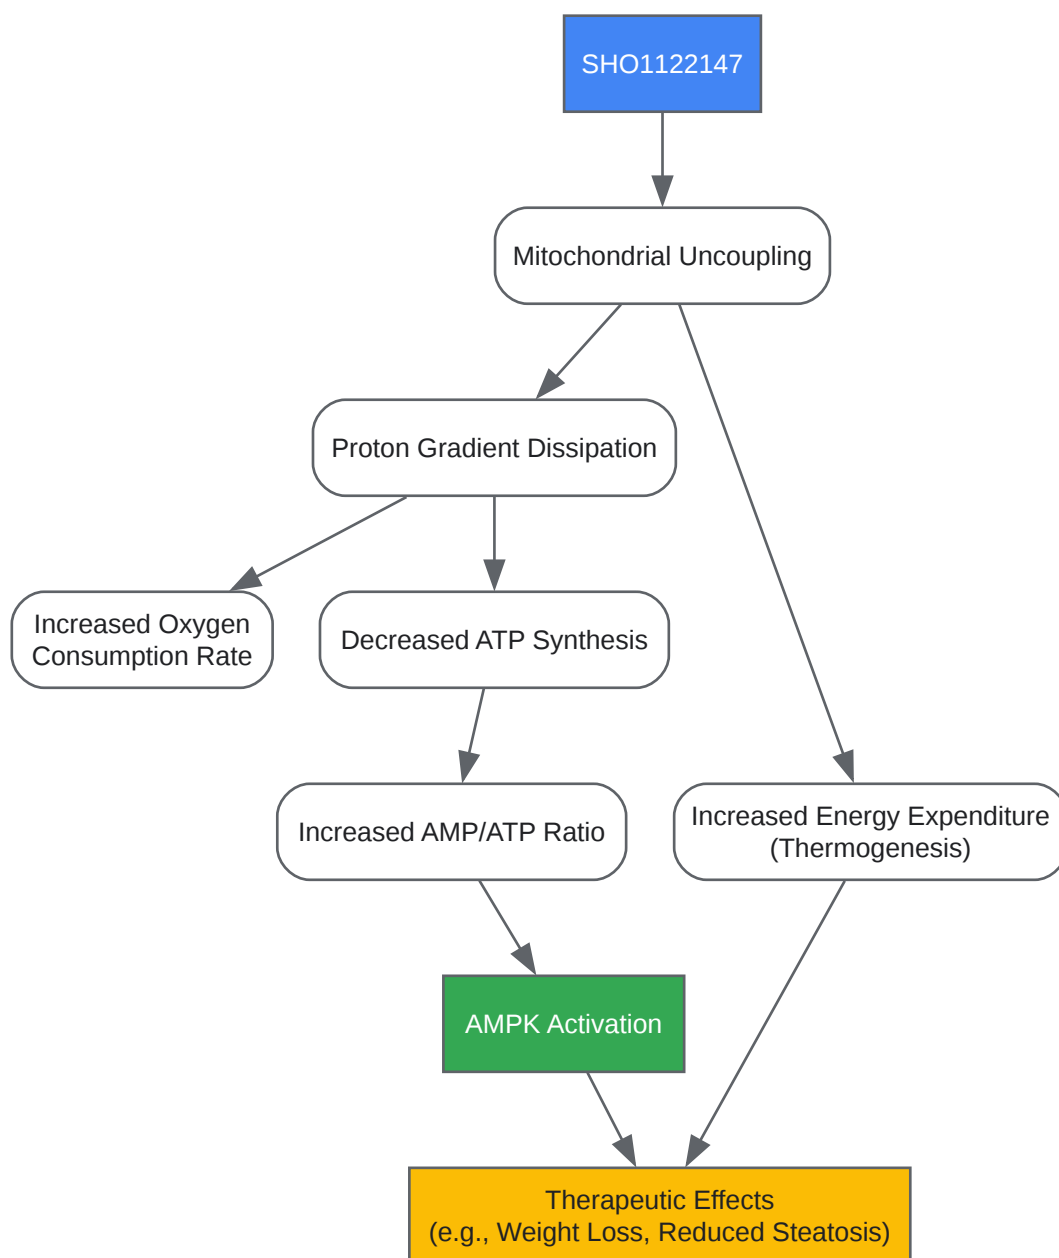 SHO1122147
Mitochondrial Uncoupling
Proton Gradient Dissipation
Increased Oxygen
Consumption Rate
Decreased ATP Synthesis
Increased AMP/ATP Ratio
Increased Energy Expenditure
(Thermogenesis)
AMPK Activation
Therapeutic Effects
(e.g., Weight Loss, Reduced Steatosis)